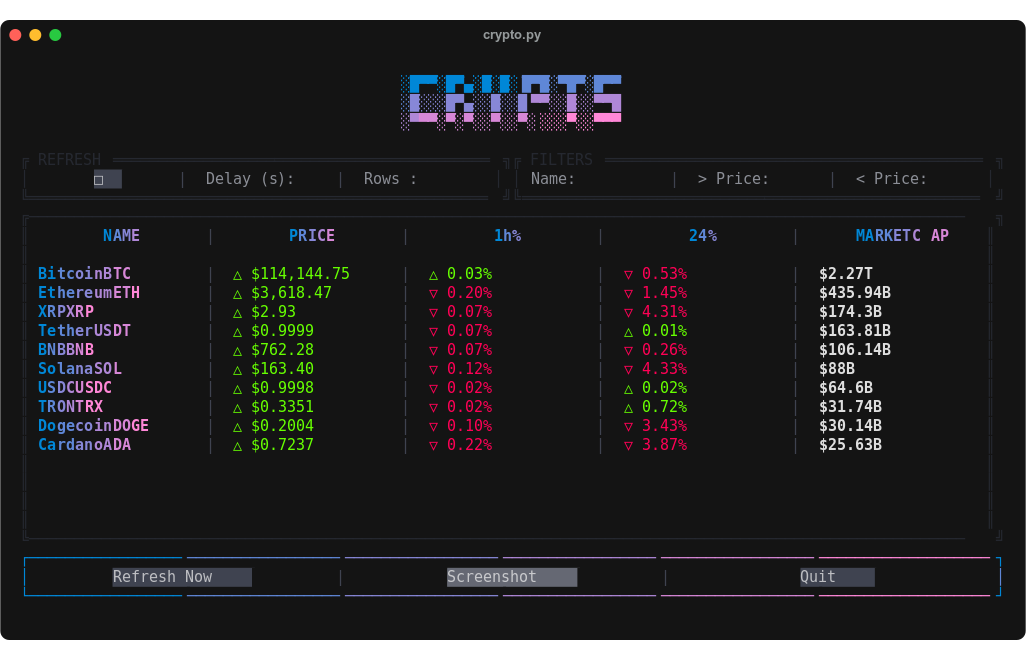 crypto.py
CRYPTS
REFRESH FILTERS
□ | Delay (s): | Rows : | Name: | > Price: | < Price:
NAME | PRICE | 1h% | 24% | MARKETC AP
BitcoinBTC | △ $114,144.75 | △ 0.03% | ▽ 0.53% | $2.27T
EthereumETH | △ $3,618.47 | ▽ 0.20% | ▽ 1.45% | $435.94B
XRPXRP | △ $2.93 | ▽ 0.07% | ▽ 4.31% | $174.3B
TetherUSDT | △ $0.9999 | ▽ 0.07% | △ 0.01% | $163.81B
BNBBNB | △ $762.28 | ▽ 0.07% | ▽ 0.26% | $106.14B
SolanaSOL | △ $163.40 | ▽ 0.12% | ▽ 4.33% | $88B
USDCUSDC | △ $0.9998 | ▽ 0.02% | △ 0.02% | $64.6B
TRONTRX | △ $0.3351 | ▽ 0.02% | △ 0.72% | $31.74B
DogecoinDOGE | △ $0.2004 | ▽ 0.10% | ▽ 3.43% | $30.14B
CardanoADA | △ $0.7237 | ▽ 0.22% | ▽ 3.87% | $25.63B
Refresh Now | Screenshot | Quit